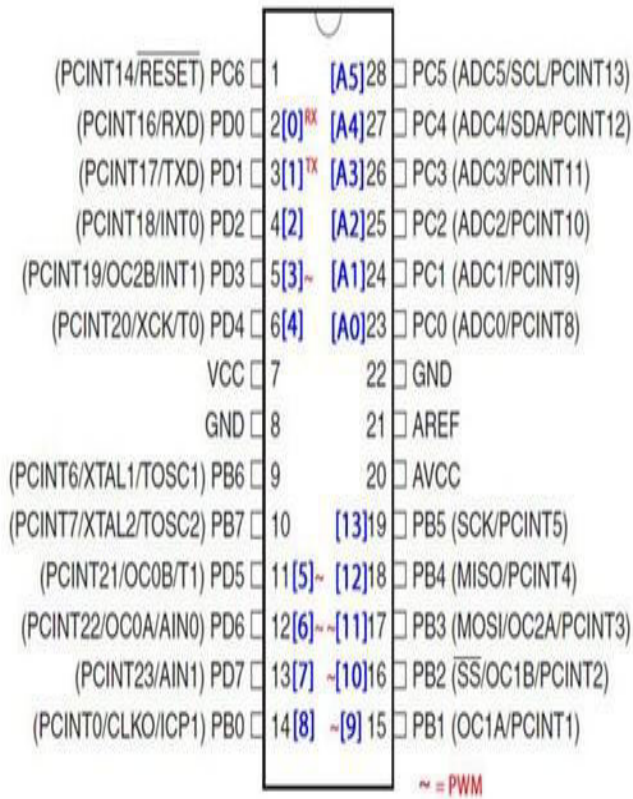 (PCINT14/RESET) PC6 1 [A5]28 PC5 (ADC5/SCL/PCINT13)
(PCINT16/RXD) PD0 2[0]RX [A4]27 PC4 (ADC4/SDA/PCINT12)
(PCINT17/TXD) PD1 3[1]TX [A3]26 PC3 (ADC3/PCINT11)
(PCINT18/INT0) PD2 4[2] [A2]25 PC2 (ADC2/PCINT10)
(PCINT19/OC2B/INT1) PD3 5[3]~ [A1]24 PC1 (ADC1/PCINT9)
(PCINT20/XCK/T0) PD4 6[4] [A0]23 PC0 (ADC0/PCINT8)
VCC 7 22 GND
GND 8 21 AREF
(PCINT6/XTAL1/TOSC1) PB6 9 20 AVCC
(PCINT7/XTAL2/TOSC2) PB7 10 [13]19 PB5 (SCK/PCINT5)
(PCINT21/OC0B/T1) PD5 11[5]~ [12]18 PB4 (MISO/PCINT4)
(PCINT22/OC0A/AIN0) PD6 12[6]~ ~[11]17 PB3 (MOSI/OC2A/PCINT3)
(PCINT23/AIN1) PD7 13[7] ~[10]16 PB2 (SS/OC1B/PCINT2)
(PCINT0/CLKO/ICP1) PB0 14[8] ~[9] 15 PB1 (OC1A/PCINT1)
~ = PWM